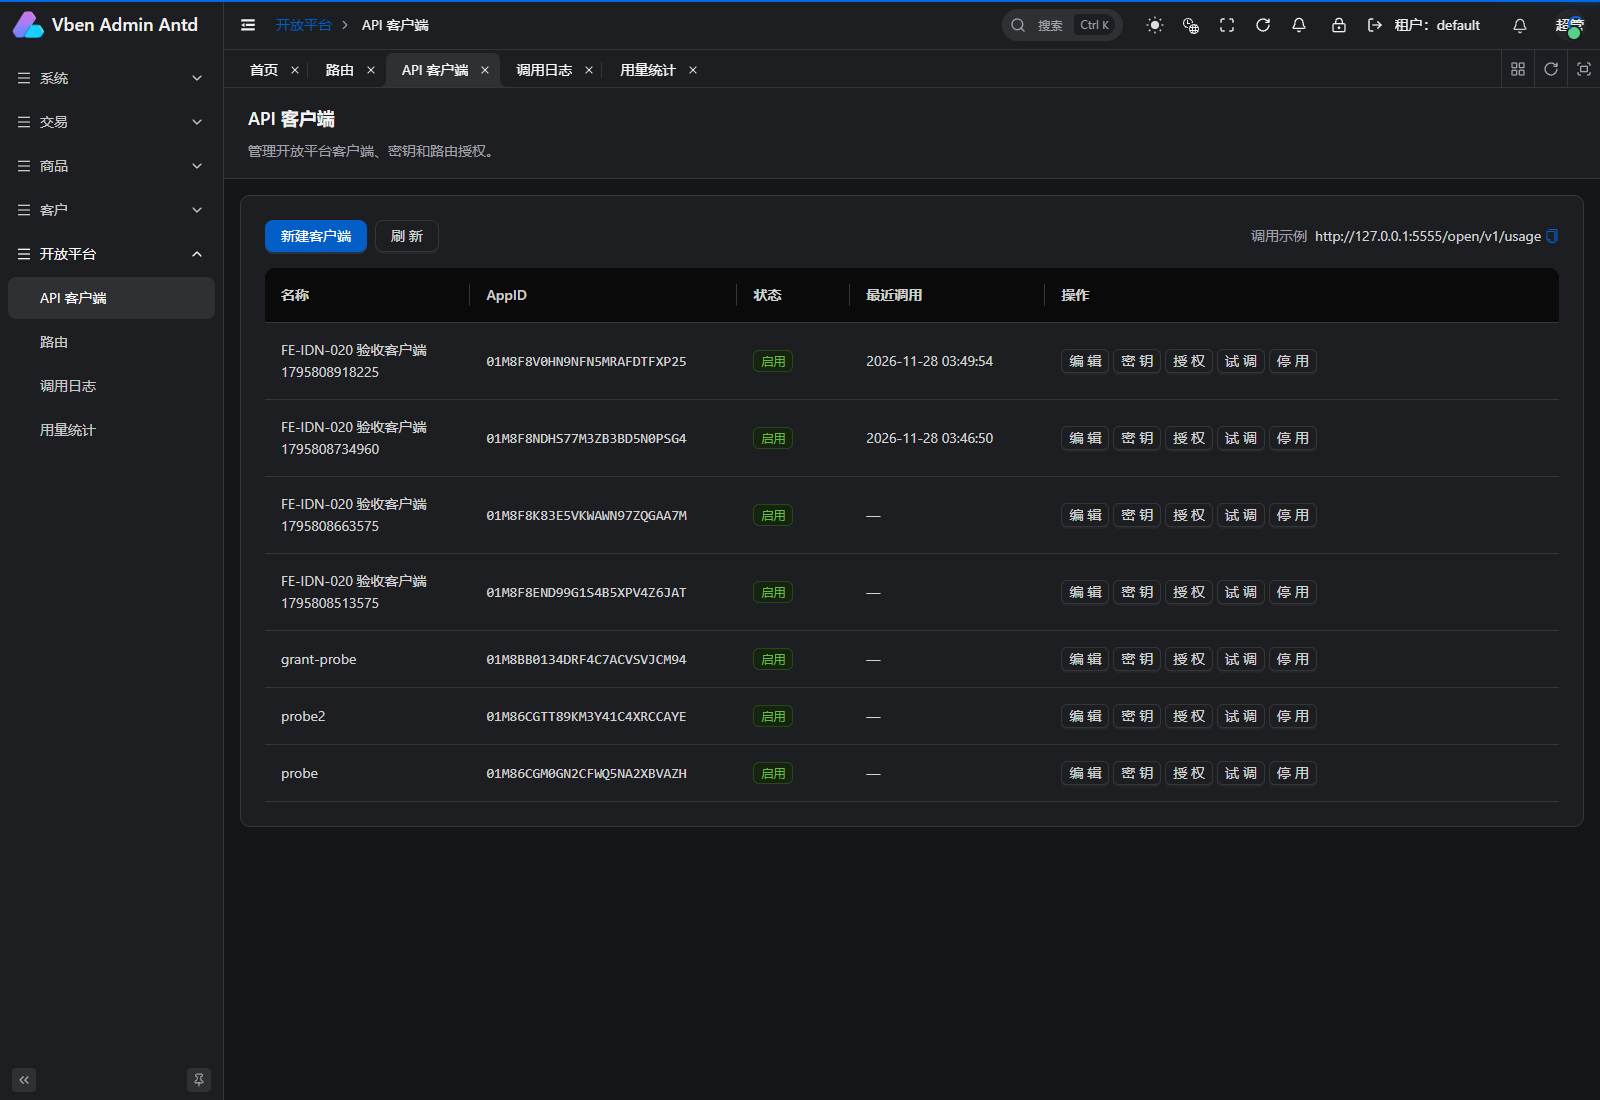 Vben Admin Antd
开放平台 > API 客户端
搜索 Ctrl K
租户：default
超管
首页 × 路由 × API 客户端 × 调用日志 × 用量统计 ×
系统
交易
商品
客户
开放平台
API 客户端
路由
调用日志
用量统计
API 客户端
管理开放平台客户端、密钥和路由授权。
新建客户端 刷 新 调用示例 http://127.0.0.1:5555/open/v1/usage
名称 AppID 状态 最近调用 操作
FE-IDN-020 验收客户端
1795808918225 01M8F8V0HN9NFN5MRAFDTFXP25 启用 2026-11-28 03:49:54 编 辑 密 钥 授 权 试 调 停 用
FE-IDN-020 验收客户端
1795808734960 01M8F8NDHS77M3ZB3BD5N0PSG4 启用 2026-11-28 03:46:50 编 辑 密 钥 授 权 试 调 停 用
FE-IDN-020 验收客户端
1795808663575 01M8F8K83E5VKWAWN97ZQGAA7M 启用 — 编 辑 密 钥 授 权 试 调 停 用
FE-IDN-020 验收客户端
1795808513575 01M8F8END99G1S4B5XPV4Z6JAT 启用 — 编 辑 密 钥 授 权 试 调 停 用
grant-probe 01M8BB0134DRF4C7ACVSVJCM94 启用 — 编 辑 密 钥 授 权 试 调 停 用
probe2 01M86CGTT89KM3Y41C4XRCCAYE 启用 — 编 辑 密 钥 授 权 试 调 停 用
probe 01M86CGM0GN2CFWQ5NA2XBVAZH 启用 — 编 辑 密 钥 授 权 试 调 停 用